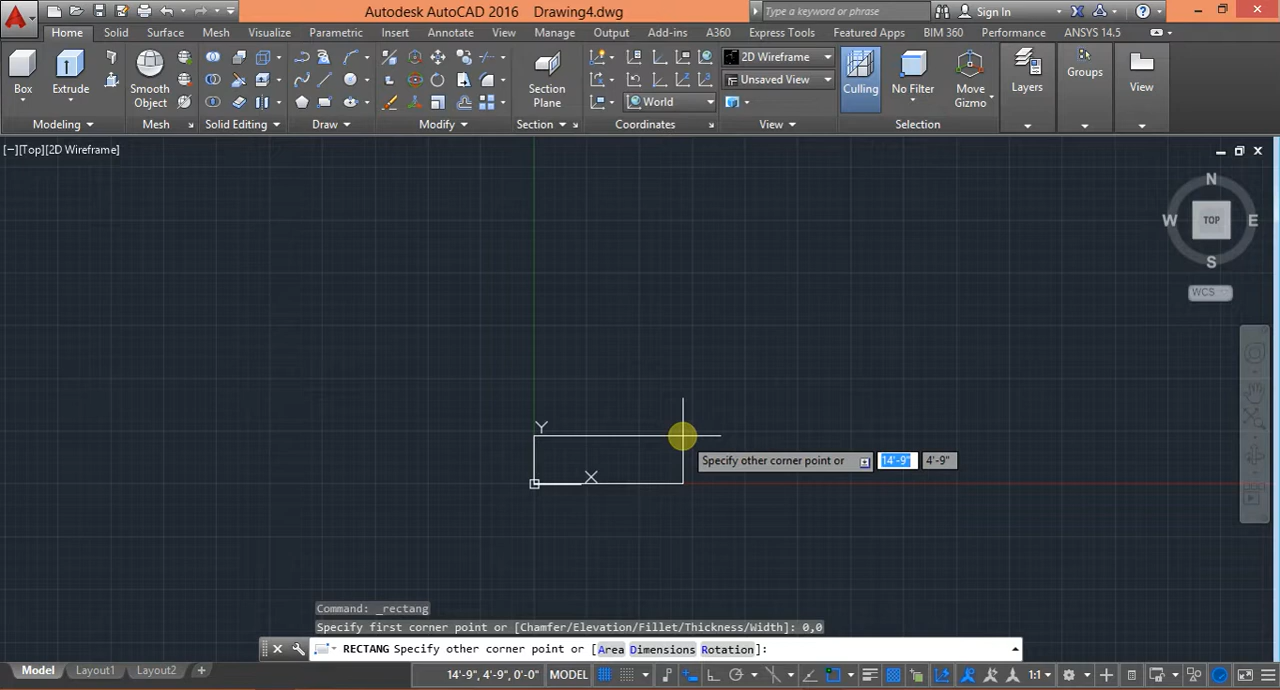 Autodesk AutoCAD 2016 Drawing4.dwg
Type a keyword or phrase
Sign In
Home Solid Surface Mesh Visualize Parametric Insert Annotate View Manage Output Add-ins A360 Express Tools Featured Apps BIM 360 Performance ANSYS 14.5
2D Wireframe
Unsaved View
World
Box
Extrude
Smooth
Object
Section
Plane
Culling
No Filter
Move
Gizmo
Layers
Groups
View
Modeling Mesh Solid Editing Draw Modify Section Coordinates View Selection
[−][Top][2D Wireframe]
N
W TOP E
S
WCS
Y
X
Specify other corner point or 14'-9" 4'-9"
Command: _rectang
Specify first corner point or [Chamfer/Elevation/Fillet/Thickness/Width]: 0,0
RECTANG Specify other corner point or [Area Dimensions Rotation]:
Model Layout1 Layout2 + 14'-9", 4'-9", 0'-0" MODEL 1:1